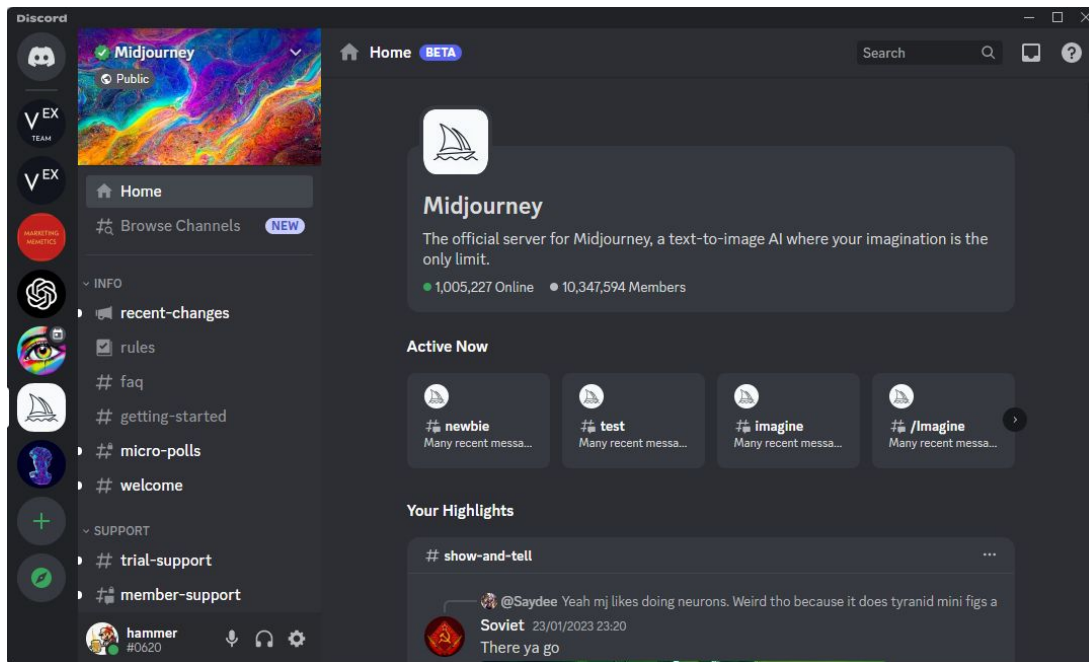 Discord
VEX
TEAM
VEX
MARKETING
MEMETICS
Midjourney
Public
Home
Browse Channels NEW
INFO
recent-changes
rules
# faq
# getting-started
# micro-polls
# welcome
SUPPORT
# trial-support
# member-support
hammer
#0620
Home BETA
Search
?
Midjourney
The official server for Midjourney, a text-to-image AI where your imagination is the
only limit.
1,005,227 Online 10,347,594 Members
Active Now
# newbie
Many recent messa...
# test
Many recent messa...
# imagine
Many recent messa...
# /Imagine
Many recent messa...
Your Highlights
# show-and-tell
@Saydee Yeah mj likes doing neurons. Weird tho because it does tyranid mini figs a
Soviet 23/01/2023 23:20
There ya go